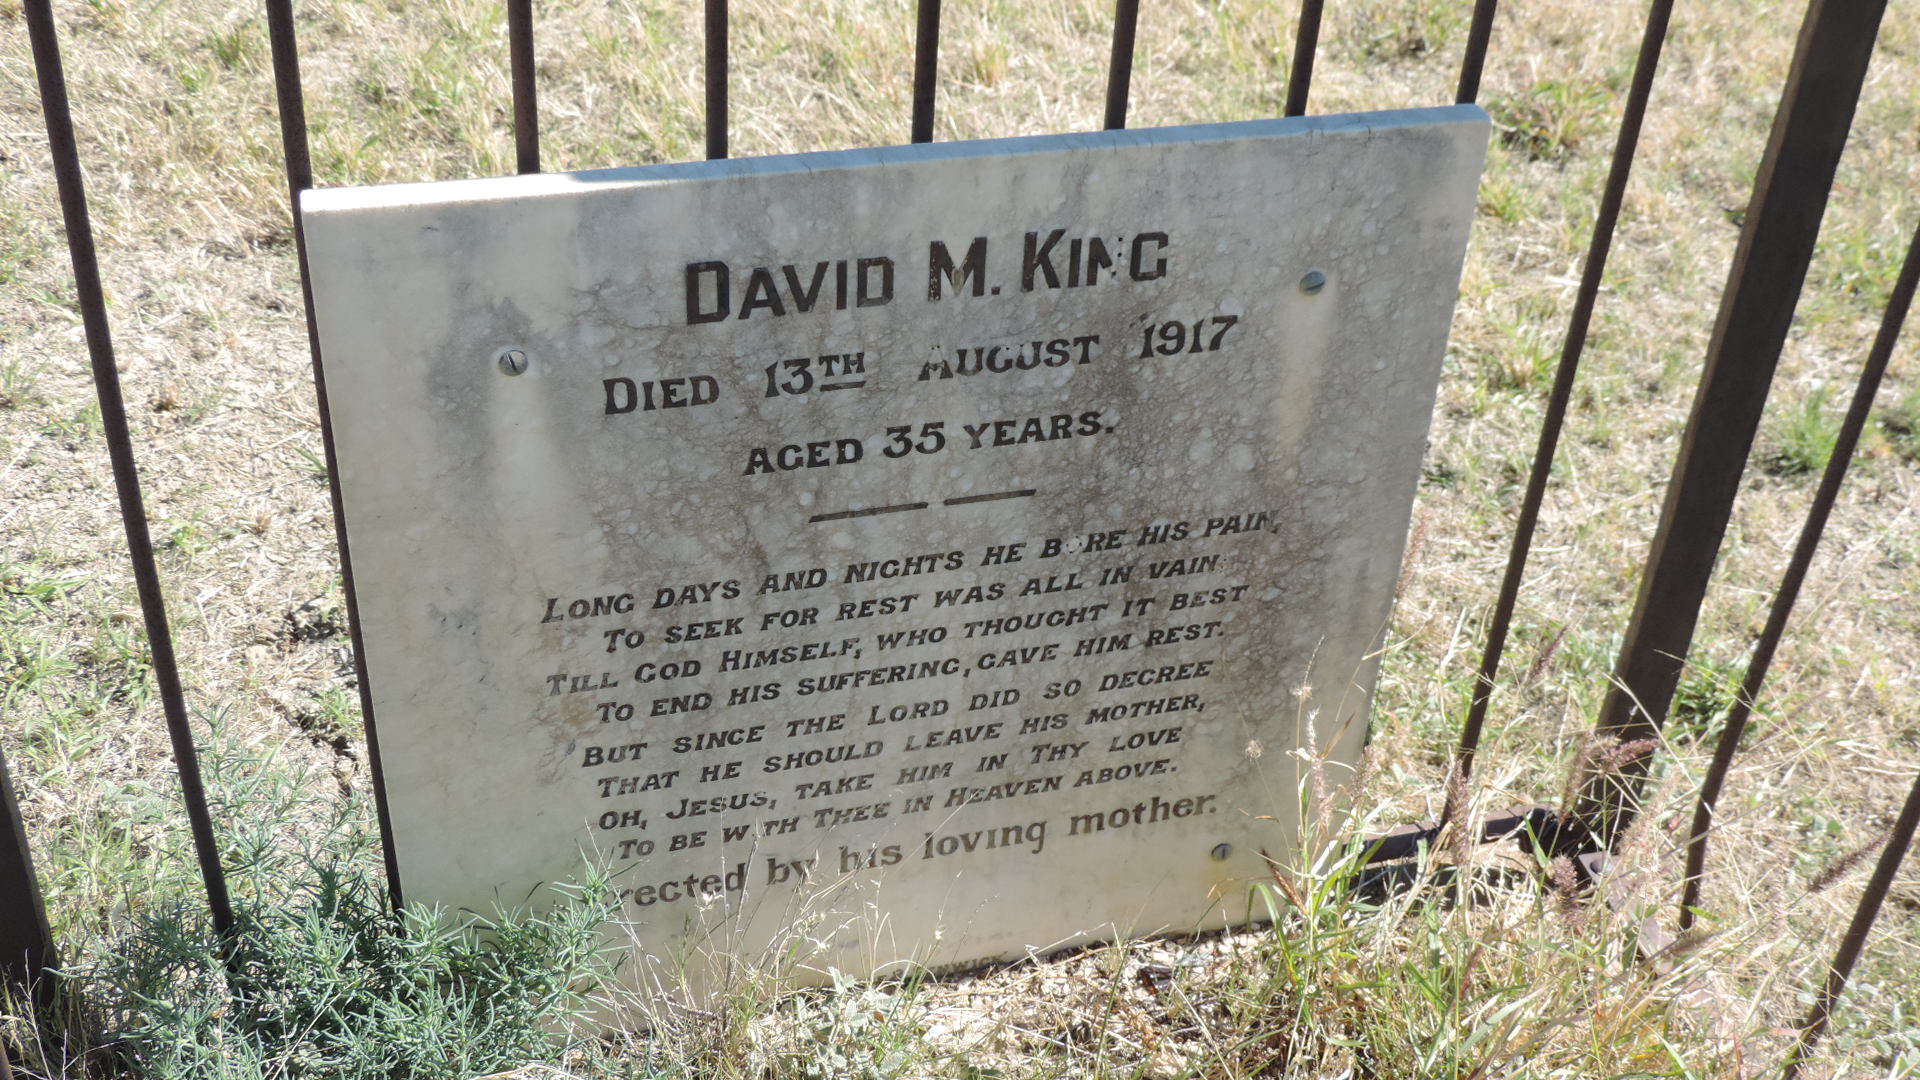 DAVID M. KING
DIED 13TH AUGUST 1917
AGED 35 YEARS.
LONG DAYS AND NIGHTS HE BORE HIS PAIN,
TO SEEK FOR REST WAS ALL IN VAIN
TILL GOD HIMSELF, WHO THOUGHT IT BEST
TO END HIS SUFFERING, GAVE HIM REST.
BUT SINCE THE LORD DID SO DECREE
THAT HE SHOULD LEAVE HIS MOTHER,
OH, JESUS, TAKE HIM IN THY LOVE
TO BE WITH THEE IN HEAVEN ABOVE.
Erected by his loving mother.